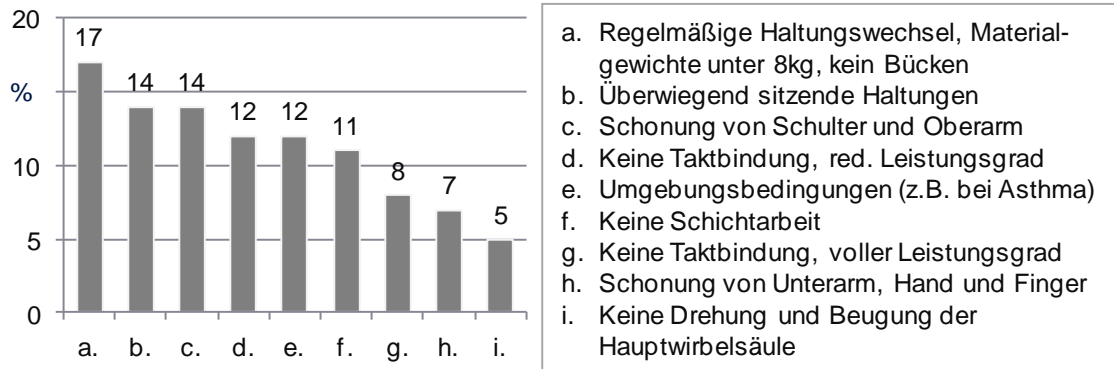 20
%
10
5
0
17
14
14
12
12
11
8
7
5
a. b. c. d. e. f. g. h. i.
a. Regelmäßige Haltungswechsel, Material-
gewichte unter 8kg, kein Bücken
b. Überwiegend sitzende Haltungen
c. Schonung von Schulter und Oberarm
d. Keine Taktbindung, red. Leistungsgrad
e. Umgebungsbedingungen (z.B. bei Asthma)
f. Keine Schichtarbeit
g. Keine Taktbindung, voller Leistungsgrad
h. Schonung von Unterarm, Hand und Finger
i. Keine Drehung und Beugung der
Hauptwirbelsäule